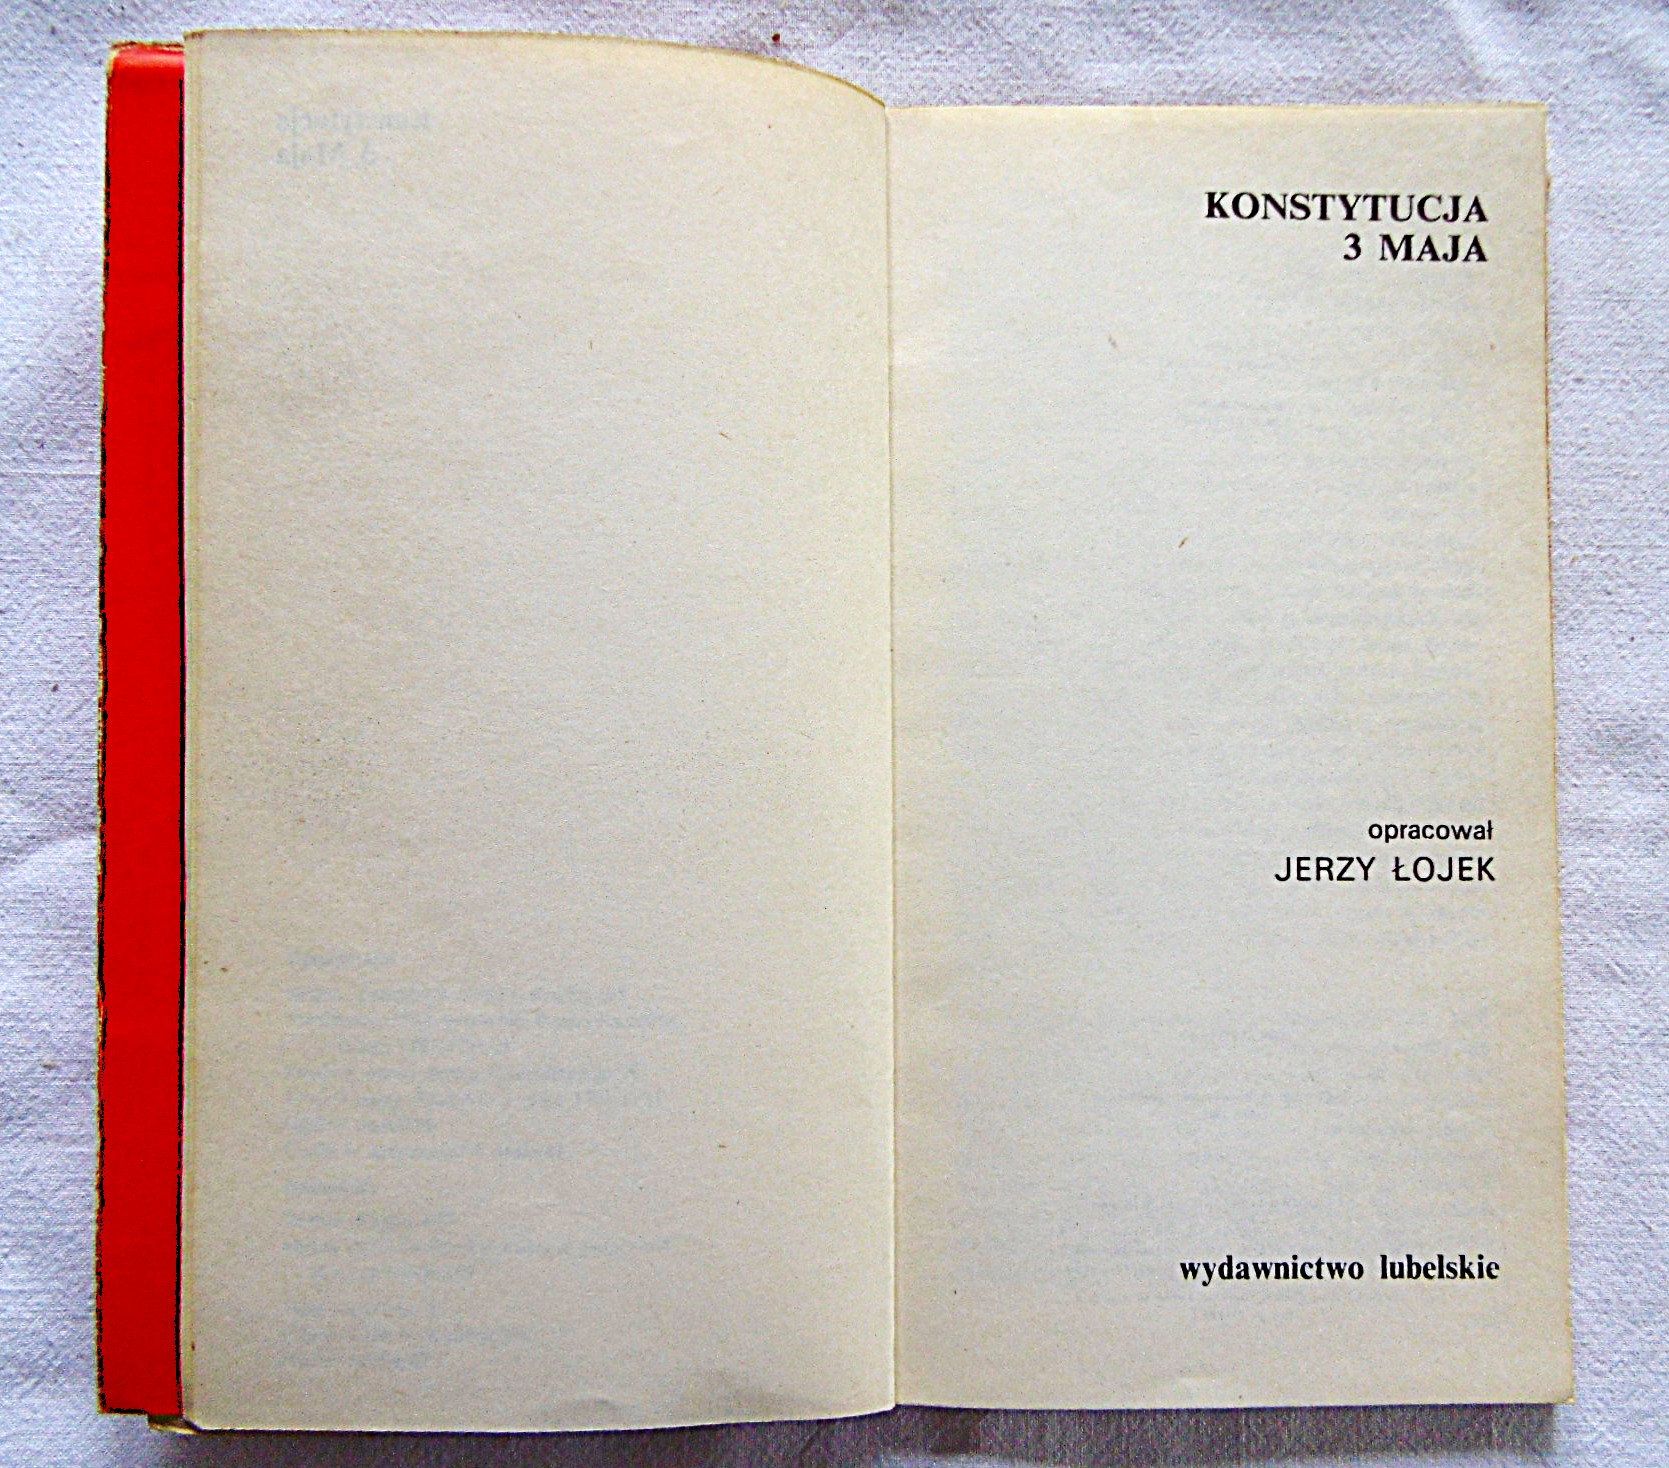 KONSTYTUCJA
3 MAJA
opracował
JERZY ŁOJEK
wydawnictwo lubelskie